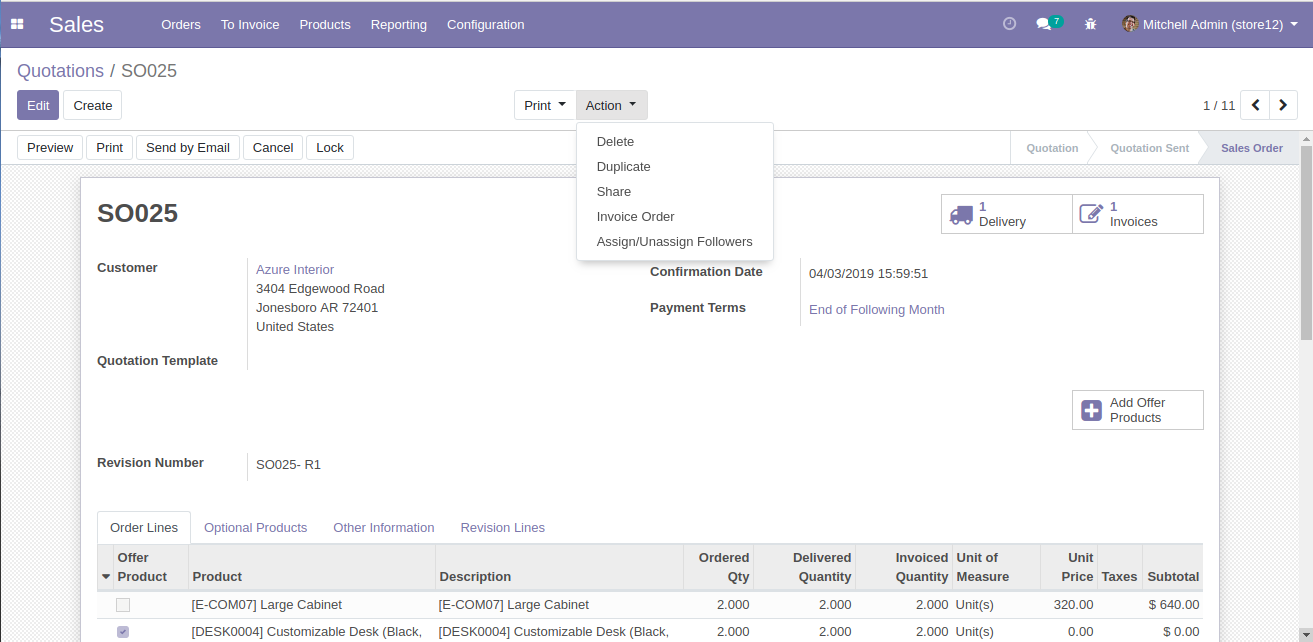 Sales Orders To Invoice Products Reporting Configuration 7 Mitchell Admin (store12)
Quotations / SO025
Edit Create Print Action 1 / 11
Preview Print Send by Email Cancel Lock Quotation Quotation Sent Sales Order
Delete
Duplicate
Share
Invoice Order
Assign/Unassign Followers
SO025
1
Delivery
1
Invoices
Customer
Azure Interior
3404 Edgewood Road
Jonesboro AR 72401
United States
Quotation Template
Confirmation Date 04/03/2019 15:59:51
Payment Terms End of Following Month
Add Offer
Products
Revision Number SO025- R1
Order Lines Optional Products Other Information Revision Lines
Offer Ordered Delivered Invoiced Unit of Unit
Product Product Description Qty Quantity Quantity Measure Price Taxes Subtotal
[E-COM07] Large Cabinet [E-COM07] Large Cabinet 2.000 2.000 2.000 Unit(s) 320.00 $ 640.00
[DESK0004] Customizable Desk (Black, [DESK0004] Customizable Desk (Black, 2.000 2.000 2.000 Unit(s) 0.00 $ 0.00